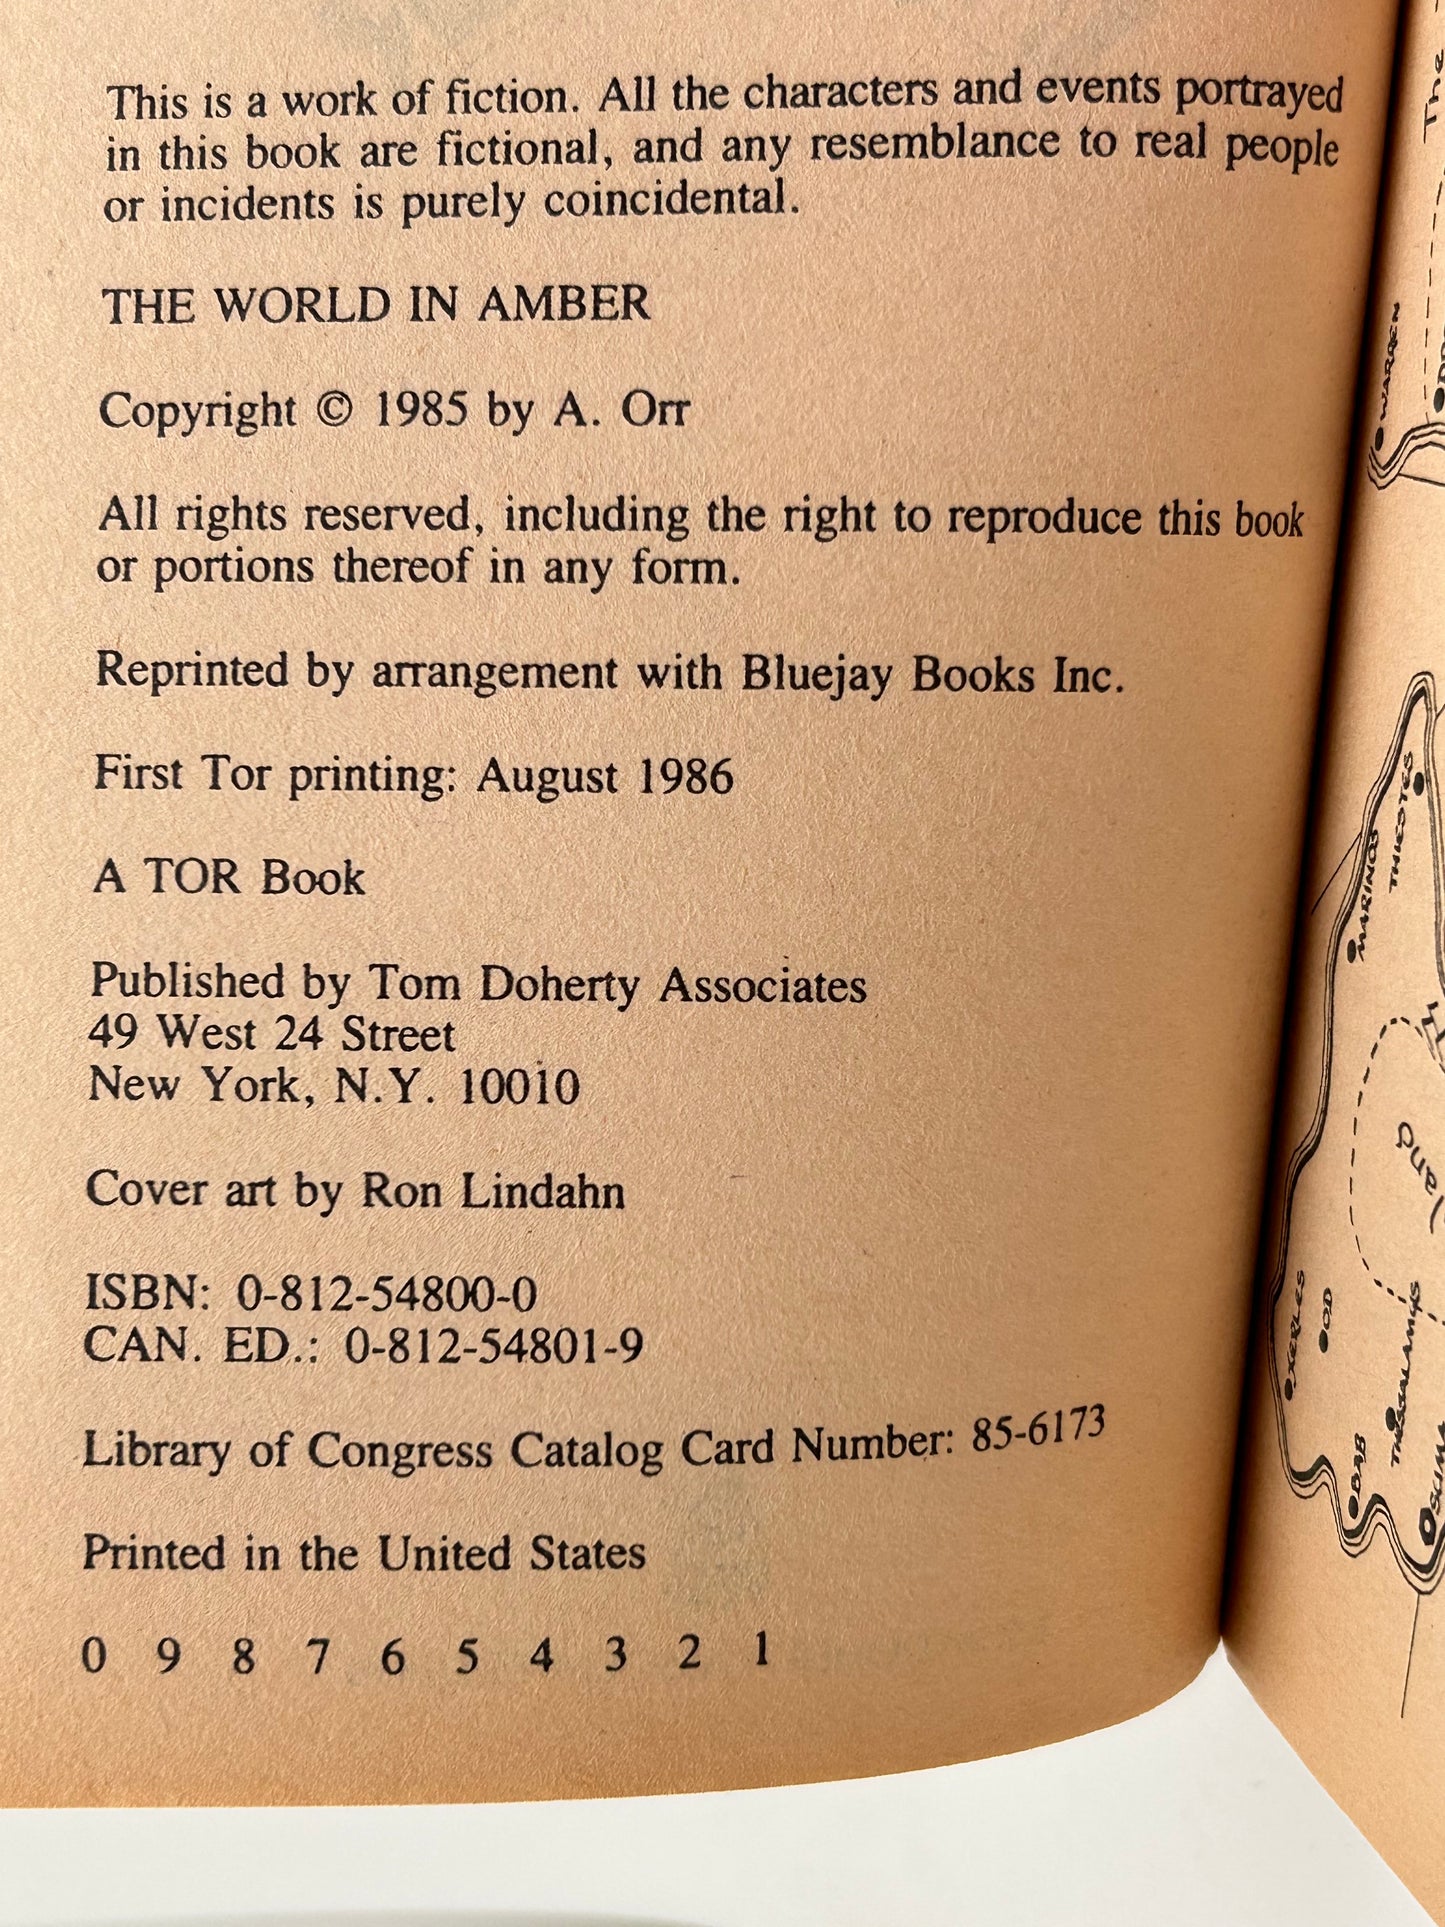 This is a work of fiction. All the characters and events portrayed
in this book are fictional, and any resemblance to real people
or incidents is purely coincidental.
THE WORLD IN AMBER
Copyright © 1985 by A. Orr
All rights reserved, including the right to reproduce this book
or portions thereof in any form.
Reprinted by arrangement with Bluejay Books Inc.
First Tor printing: August 1986
A TOR Book
Published by Tom Doherty Associates
49 West 24 Street
New York, N.Y. 10010
Cover art by Ron Lindahn
ISBN: 0-812-54800-0
CAN. ED.: 0-812-54801-9
Library of Congress Catalog Card Number: 85-6173
Printed in the United States
0 9 8 7 6 5 4 3 2 1
The
WARREN
THIESTES
MARINOS
XERLES
OD
BAB